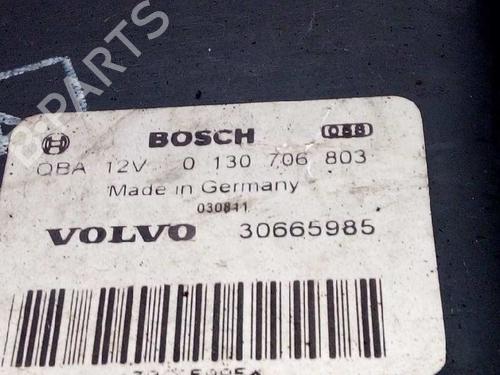 B-PARTS
BOSCH
QBA 12V 0 130 706 803
Made in Germany
030811
VOLVO 30665985